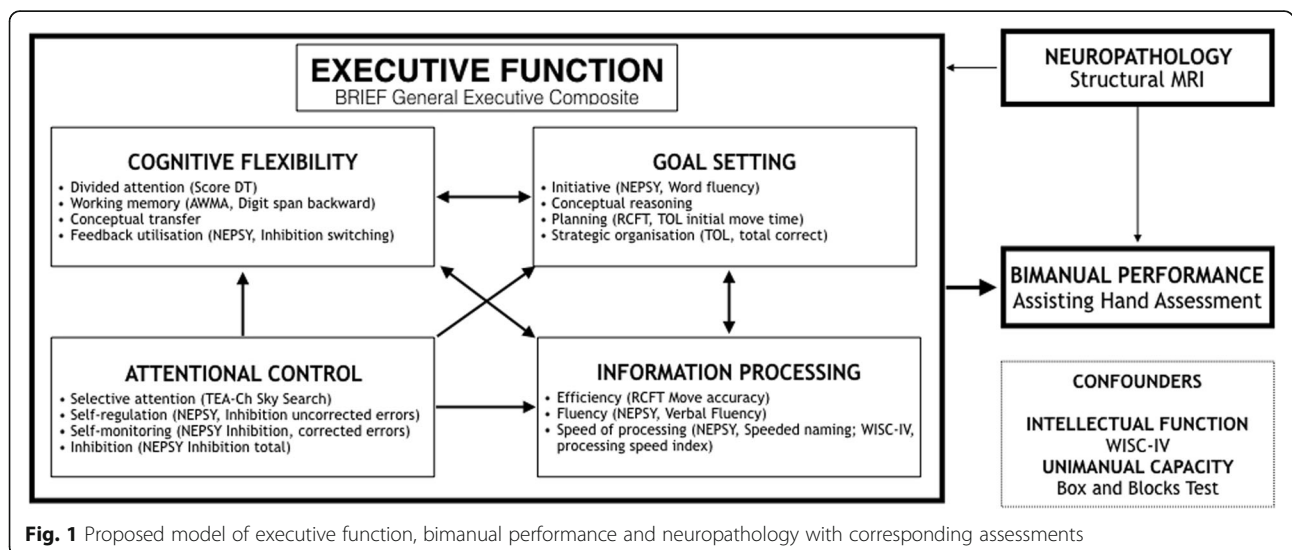 EXECUTIVE FUNCTION
BRIEF General Executive Composite
COGNITIVE FLEXIBILITY
• Divided attention (Score DT)
• Working memory (AWMA, Digit span backward)
• Conceptual transfer
• Feedback utilisation (NEPSY, Inhibition switching)
GOAL SETTING
• Initiative (NEPSY, Word fluency)
• Conceptual reasoning
• Planning (RCFT, TOL initial move time)
• Strategic organisation (TOL, total correct)
ATTENTIONAL CONTROL
• Selective attention (TEA-Ch Sky Search)
• Self-regulation (NEPSY, Inhibition uncorrected errors)
• Self-monitoring (NEPSY Inhibition, corrected errors)
• Inhibition (NEPSY Inhibition total)
INFORMATION PROCESSING
• Efficiency (RCFT Move accuracy)
• Fluency (NEPSY, Verbal Fluency)
• Speed of processing (NEPSY, Speeded naming; WISC-IV,
processing speed index)
NEUROPATHOLOGY
Structural MRI
BIMANUAL PERFORMANCE
Assisting Hand Assessment
CONFOUNDERS
INTELLECTUAL FUNCTION
WISC-IV
UNIMANUAL CAPACITY
Box and Blocks Test
Fig. 1 Proposed model of executive function, bimanual performance and neuropathology with corresponding assessments